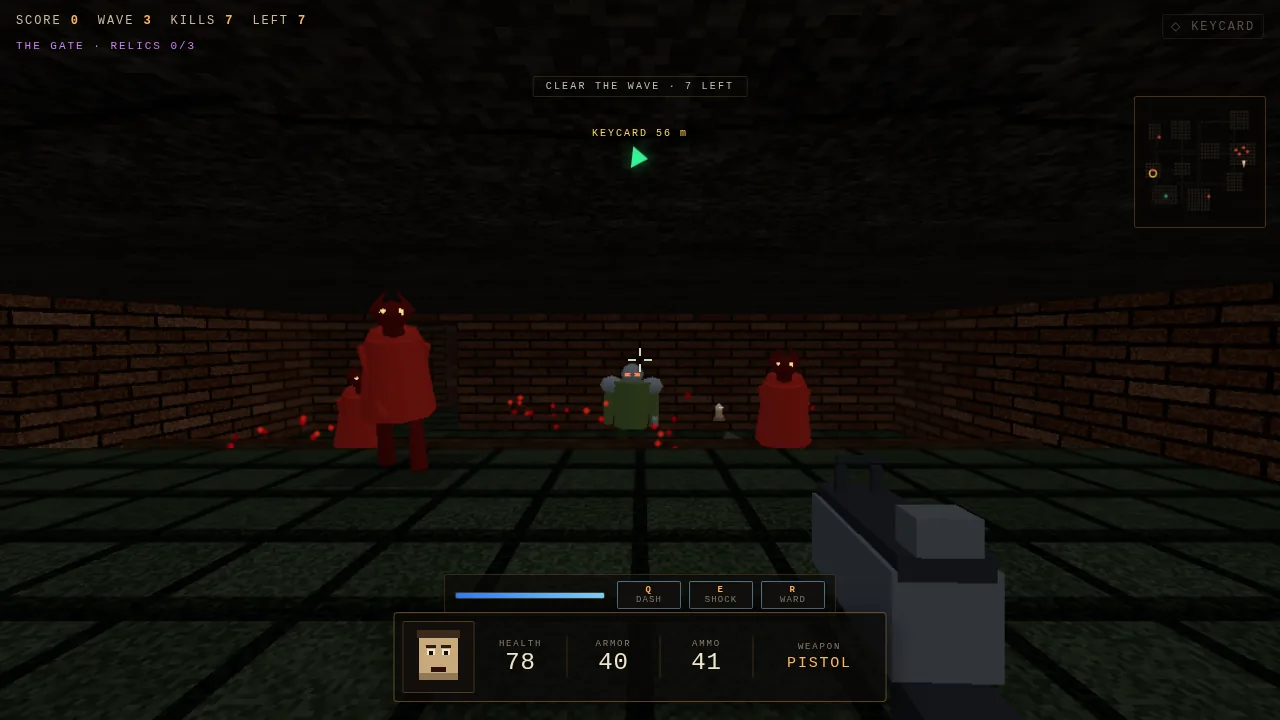 SCORE 0 WAVE 3 KILLS 7 LEFT 7
◇ KEYCARD
THE GATE · RELICS 0/3
CLEAR THE WAVE · 7 LEFT
KEYCARD 56 m
Q E R
DASH SHOCK WARD
HEALTH ARMOR AMMO WEAPON
78 40 41 PISTOL